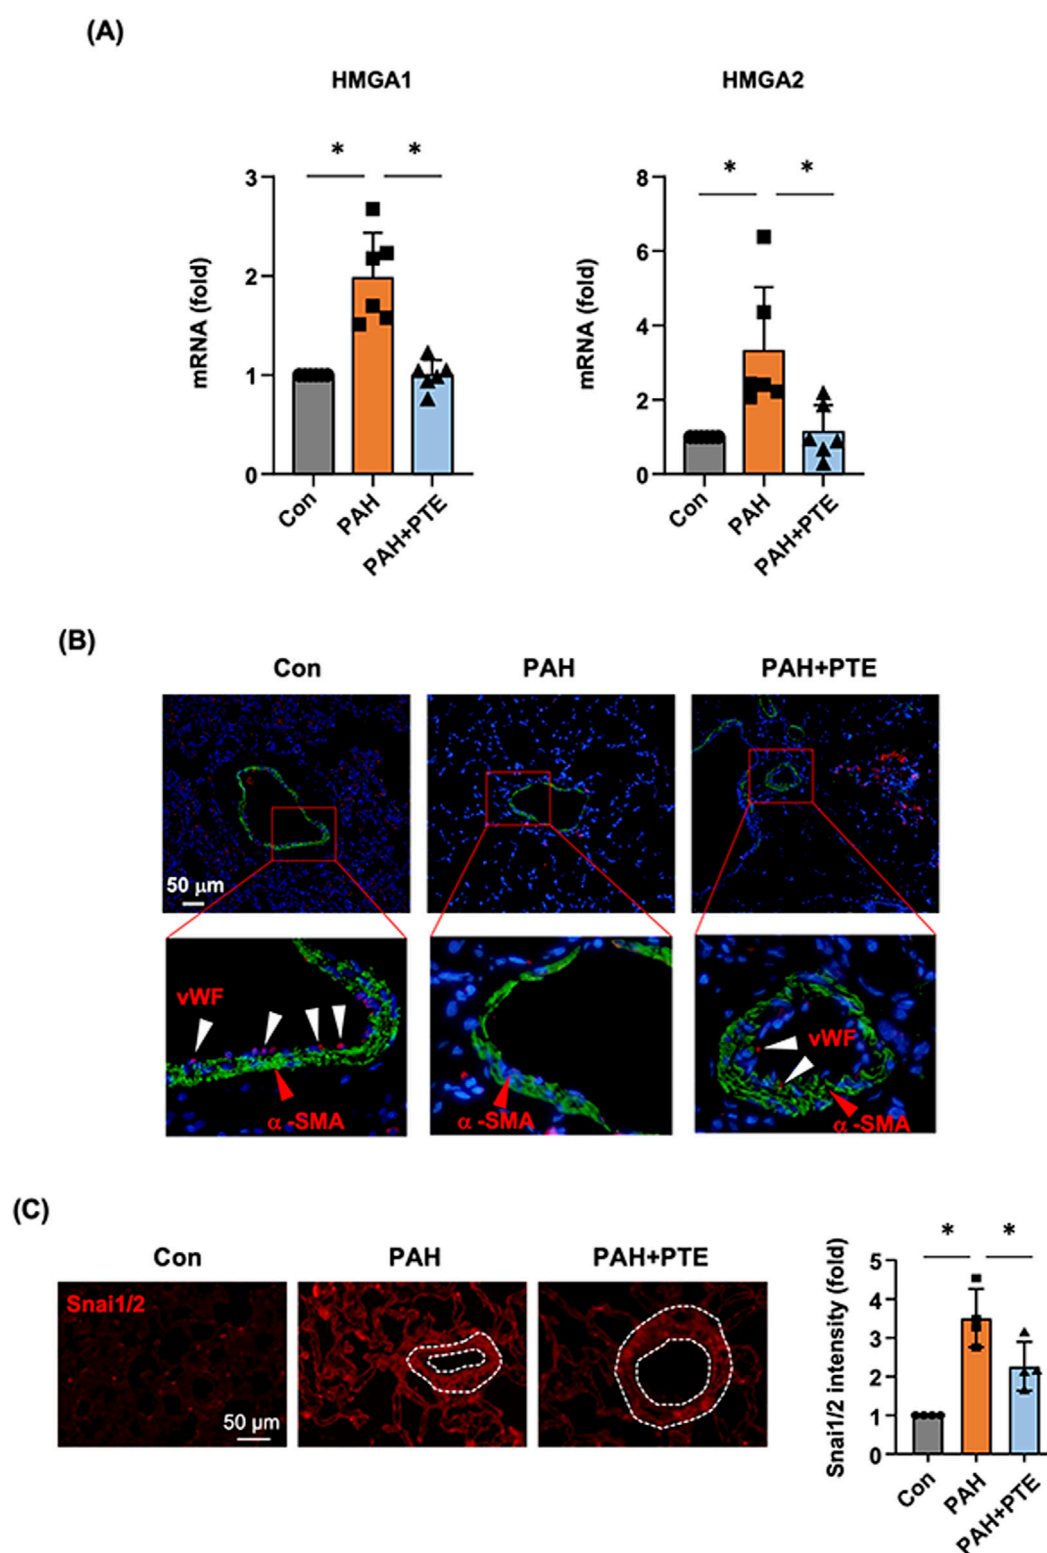 (A)
HMGA1
HMGA2
* *
* *
mRNA (fold)
3
2
1
0
Con
PAH
PAH+PTE
mRNA (fold)
8
6
4
2
0
Con
PAH
PAH+PTE
(B)
Con PAH PAH+PTE
50 μm
vWF
α-SMA
α-SMA
vWF
α-SMA
(C)
Con PAH PAH+PTE
Snai1/2
50 μm
* *
Snai1/2 intensity (fold)
5
4
3
2
1
0
Con
PAH
PAH+PTE